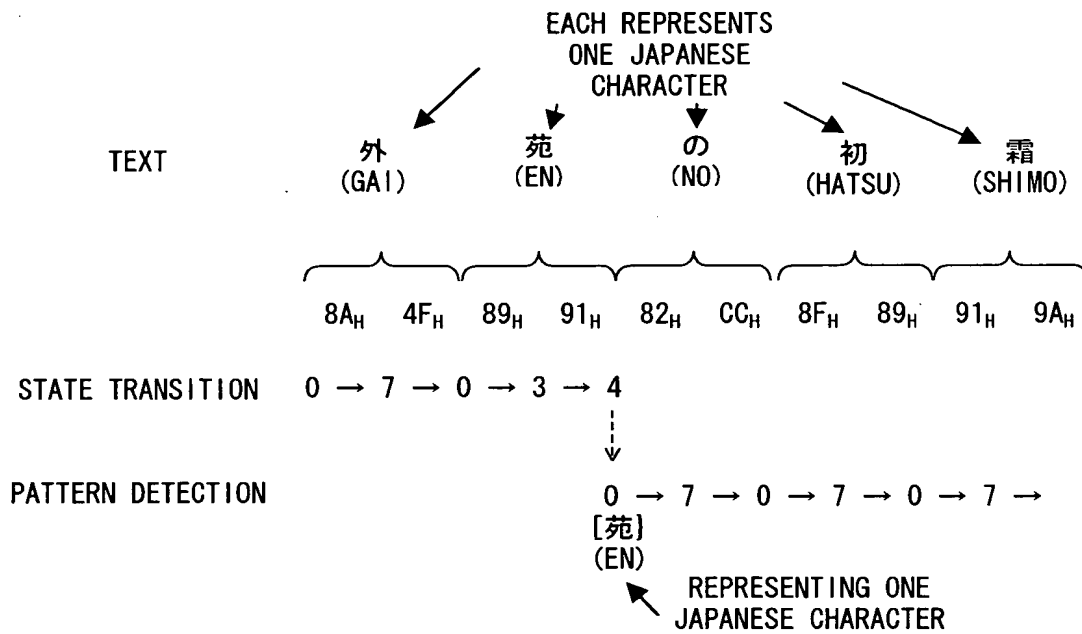 EACH REPRESENTS
ONE JAPANESE
CHARACTER
TEXT 外 苑 の 初 霜
(GAI) (EN) (NO) (HATSU) (SHIMO)
8AH 4FH 89H 91H 82H CCH 8FH 89H 91H 9AH
STATE TRANSITION 0 → 7 → 0 → 3 → 4
PATTERN DETECTION 0 → 7 → 0 → 7 → 0 → 7 →
[苑]
(EN)
REPRESENTING ONE
JAPANESE CHARACTER